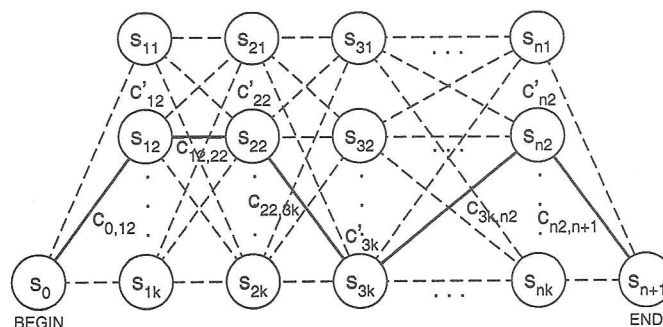 S11 S21 S31 ... Sn1
C'12 C'22 C'n2
S12 S22 S32 ... Sn2
C12,22
C0,12 C22,3k C'3k C3k,n2 Cn2,n+1
S0 S1k S2k S3k ... Snk Sn+1
BEGIN END